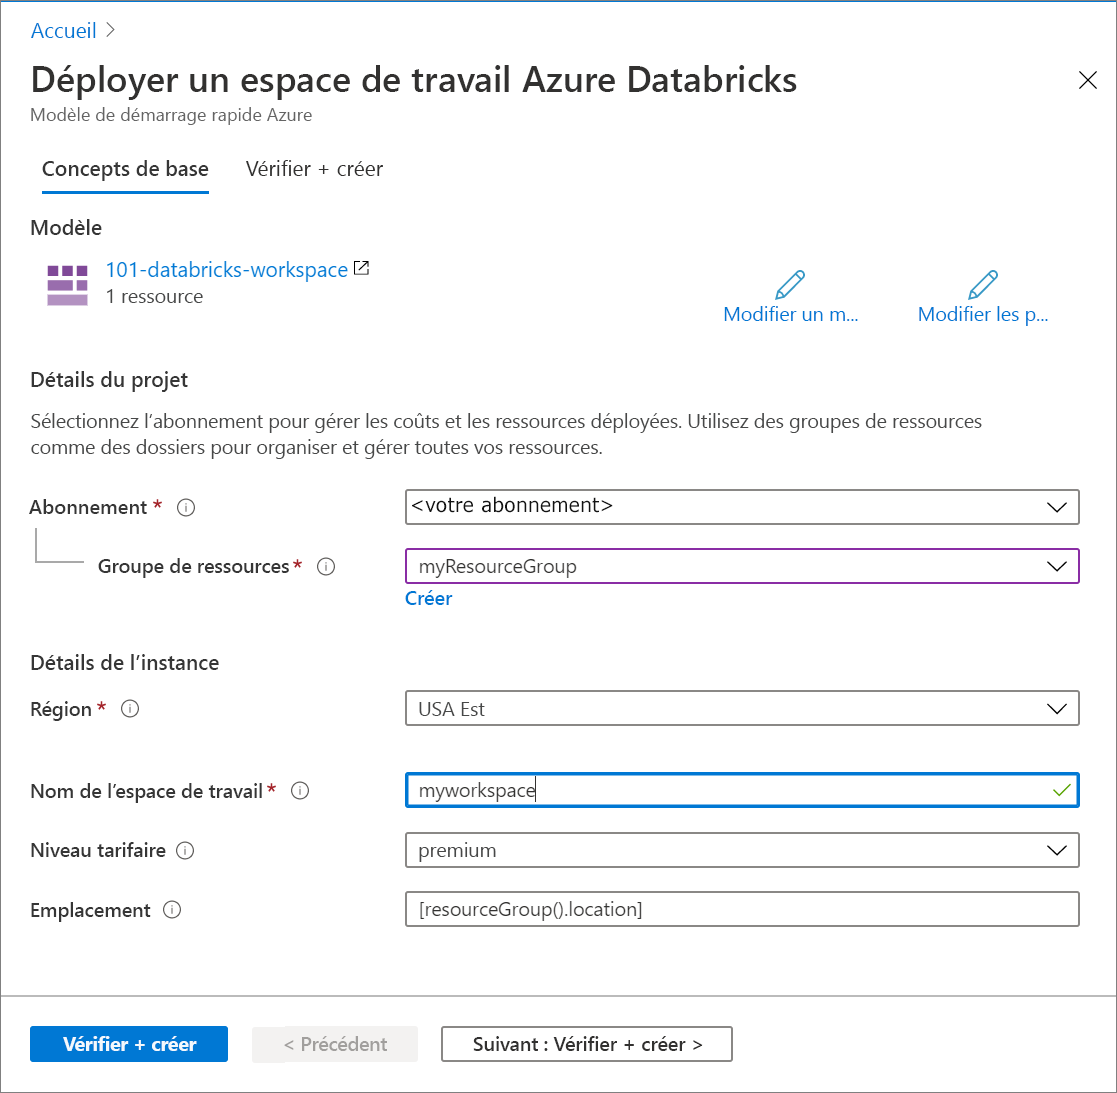 Accueil >
Déployer un espace de travail Azure Databricks
Modèle de démarrage rapide Azure
Concepts de base
Vérifier + créer
Modèle
101-databricks-workspace
1 ressource
Modifier un m...
Modifier les p...
Détails du projet
Sélectionnez l'abonnement pour gérer les coûts et les ressources déployées. Utilisez des groupes de ressources
comme des dossiers pour organiser et gérer toutes vos ressources.
Abonnement *
<votre abonnement>
Groupe de ressources *
myResourceGroup
Créer
Détails de l'instance
Région *
USA Est
Nom de l'espace de travail *
myworkspace
Niveau tarifaire
premium
Emplacement
[resourceGroup().location]
Vérifier + créer
< Précédent
Suivant : Vérifier + créer >